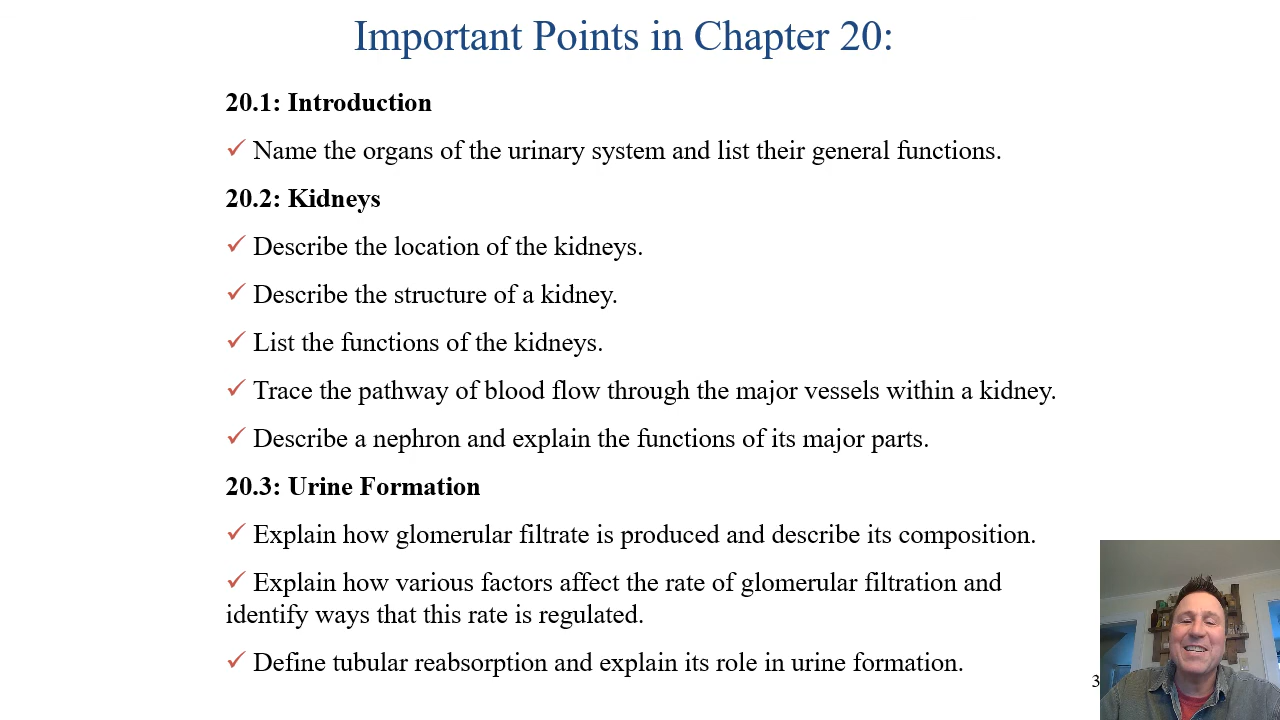 Important Points in Chapter 20:
20.1: Introduction
✓ Name the organs of the urinary system and list their general functions.
20.2: Kidneys
✓ Describe the location of the kidneys.
✓ Describe the structure of a kidney.
✓ List the functions of the kidneys.
✓ Trace the pathway of blood flow through the major vessels within a kidney.
✓ Describe a nephron and explain the functions of its major parts.
20.3: Urine Formation
✓ Explain how glomerular filtrate is produced and describe its composition.
✓ Explain how various factors affect the rate of glomerular filtration and
identify ways that this rate is regulated.
✓ Define tubular reabsorption and explain its role in urine formation.
3